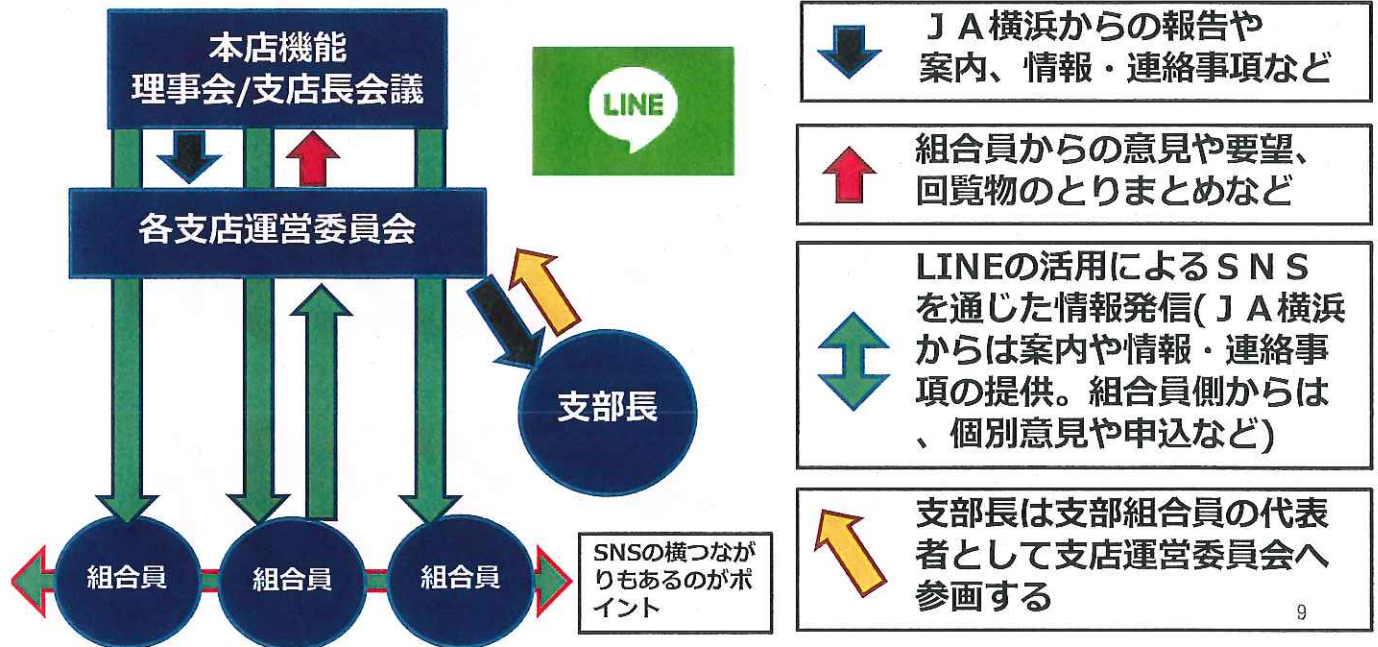 本店機能
理事会/支店長会議
LINE
各支店運営委員会
支部長
組合員
組合員
組合員
SNSの横つなが
りもあるのがポ
イント
ＪＡ横浜からの報告や
案内、情報・連絡事項など
組合員からの意見や要望、
回覧物のとりまとめなど
LINEの活用によるＳＮＳ
を通じた情報発信(ＪＡ横浜
からは案内や情報・連絡事
項の提供。組合員側からは
、個別意見や申込など)
支部長は支部組合員の代表
者として支店運営委員会へ
参画する
9